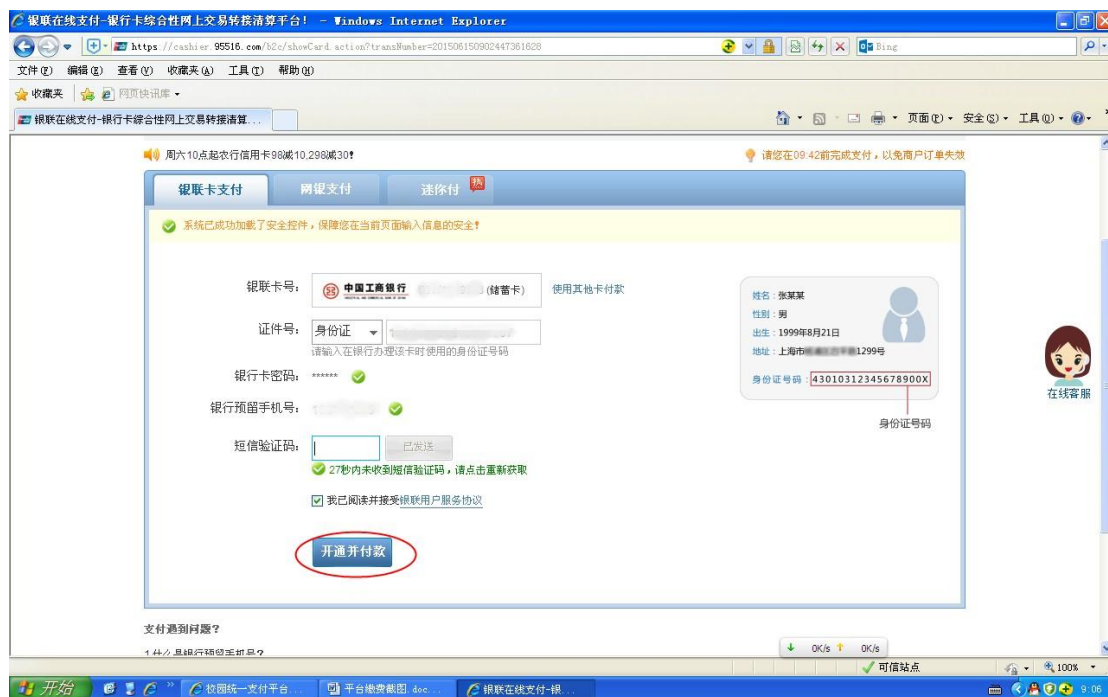 银联在线支付-银行卡综合性网上交易转接清算平台! - Windows Internet Explorer
https://cashier.95516.com/b2c/showCard.action?transNumber=201506150902447361628
Bing
文件(F) 编辑(E) 查看(V) 收藏夹(A) 工具(T) 帮助(H)
收藏夹 网页快讯库
银联在线支付-银行卡综合性网上交易转接清算...
页面(P) 安全(S) 工具(O)
周六10点起农行信用卡98减10,298减30!
请您在09:42前完成支付，以免商户订单失效
银联卡支付 网银支付 迷你付 热
系统已成功加载了安全控件，保障您在当前页面输入信息的安全!
银联卡号: 中国工商银行 (储蓄卡) 使用其他卡付款
证件号: 身份证
请输入在银行办理该卡时使用的身份证号码
银行卡密码: ******
银行预留手机号:
短信验证码: 已发送
27秒内未收到短信验证码，请点击重新获取
我已阅读并接受银联用户服务协议
开通并付款
姓名：张某某
性别：男
出生：1999年8月21日
地址：上海市 1299号
身份证号码：43010312345678900X
身份证号码
在线客服
支付遇到问题?
1.什么是银行预留手机号?
0K/s 0K/s
可信站点 100%
开始 校园统一支付平台... 平台缴费截图.doc... 银联在线支付-银... 9:06